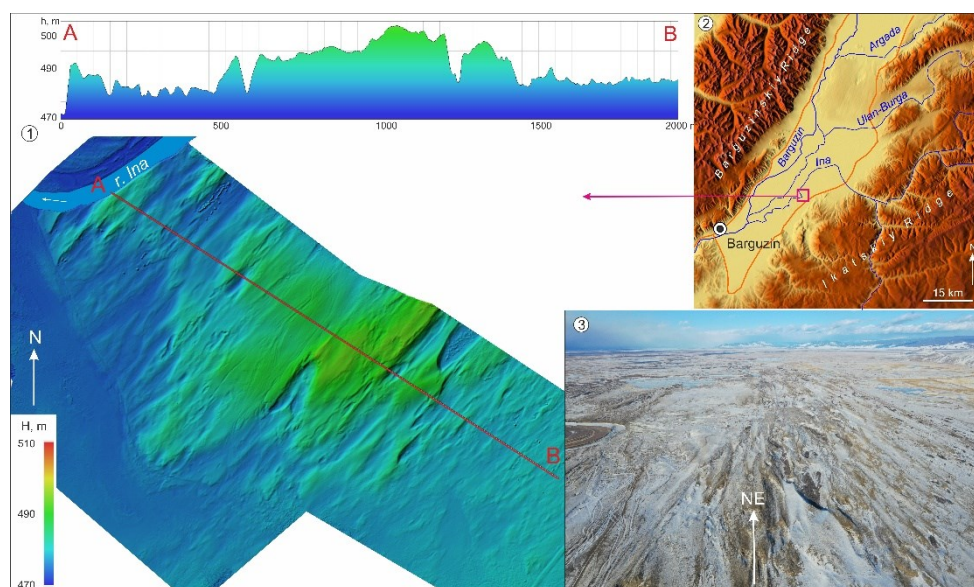 h, m
A
500
490
470
0
500
1000
1500
2000 m
B
①
r. Ina
A
B
N
H, m
510
490
470
②
Argada
Barguzinsky Ridge
Ulan-Burga
Barguzin
Ina
Ikatsky Ridge
Barguzin
15 km
③
NE